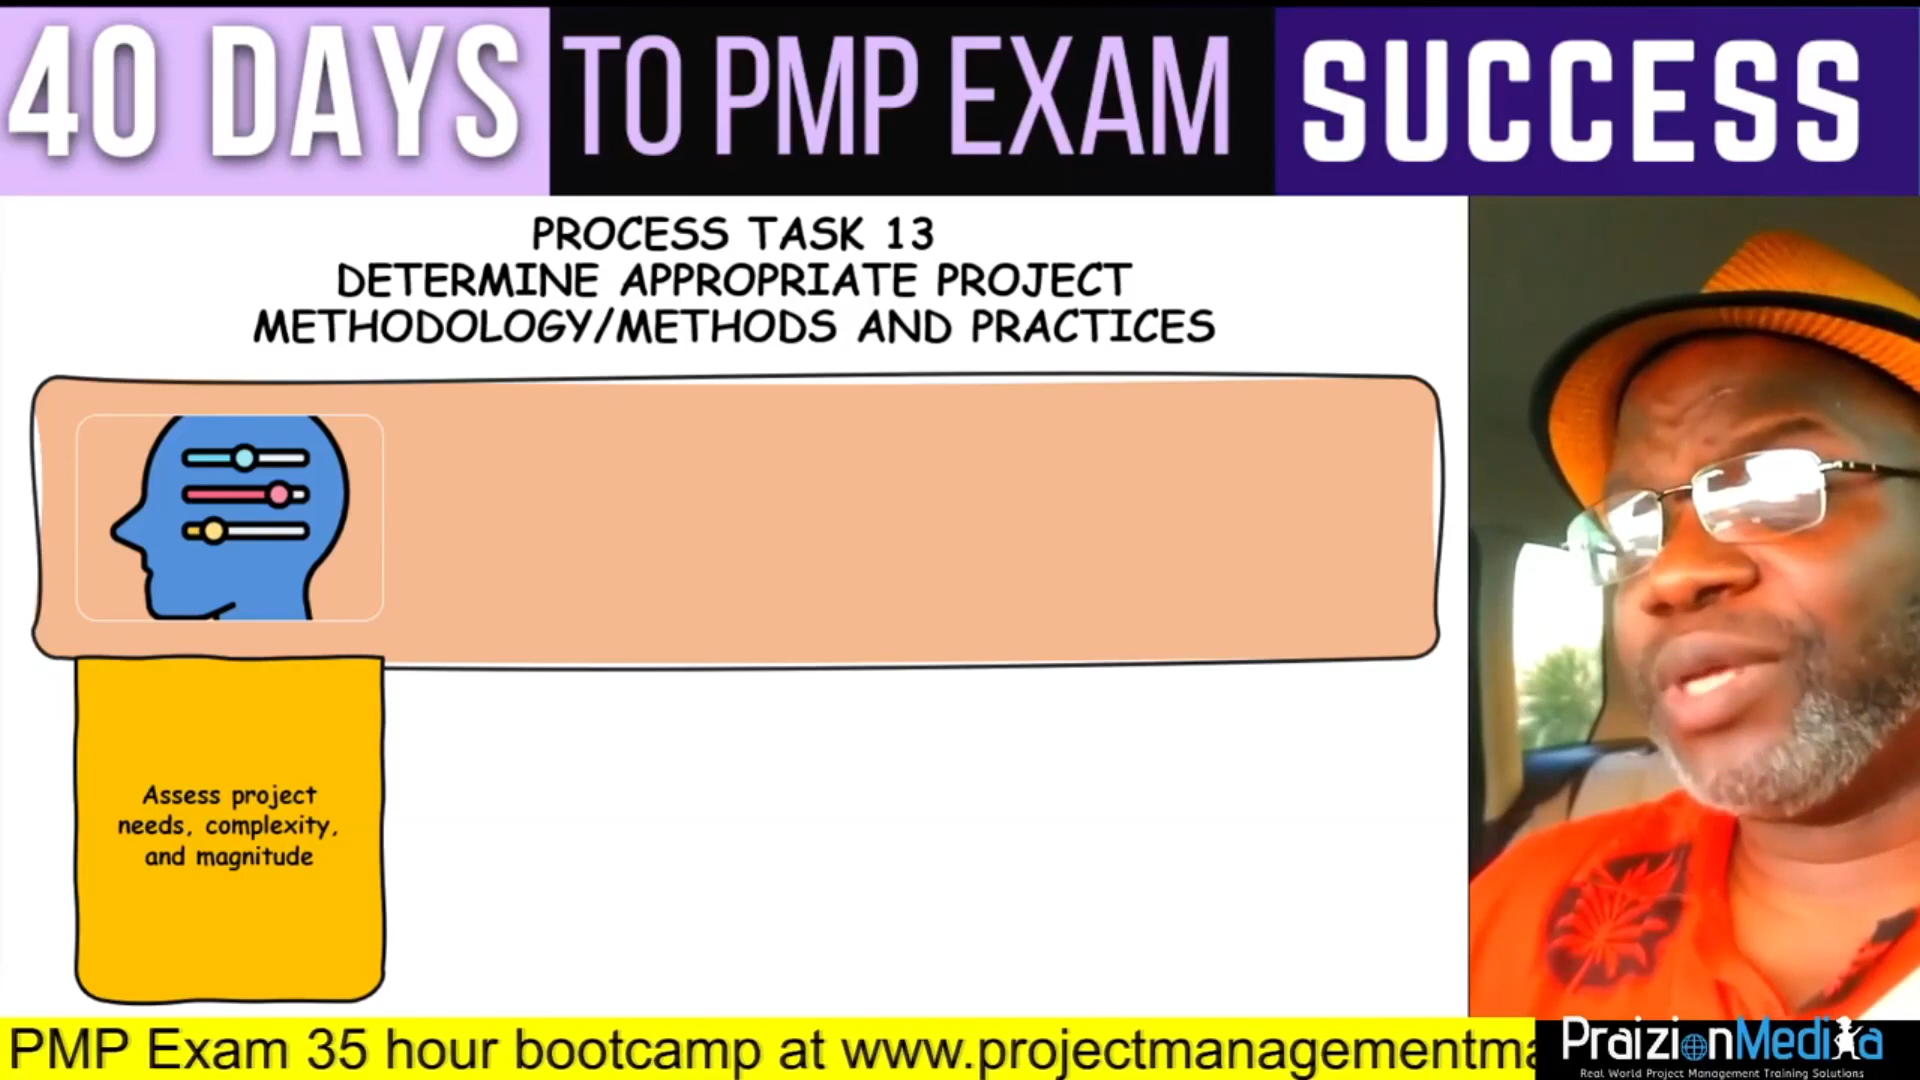 40 DAYS TO PMP EXAM SUCCESS
PROCESS TASK 13
DETERMINE APPROPRIATE PROJECT
METHODOLOGY/METHODS AND PRACTICES
Assess project
needs, complexity,
and magnitude
PMP Exam 35 hour bootcamp at www.projectmanagementma
PraizionMedia
Real World Project Management Training Solutions